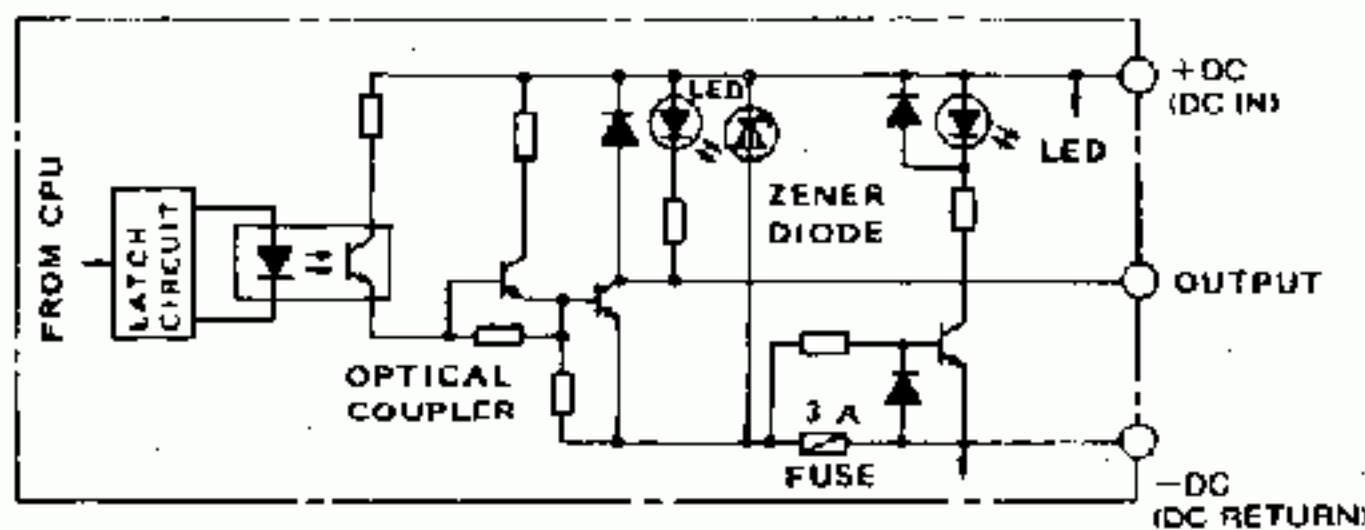 FROM CPU
LATCH
CIRCUIT
OPTICAL
COUPLER
LED
ZENER
DIODE
3 A
FUSE
LED
+DC
(DC IN)
OUTPUT
—DC
(DC RETURN)